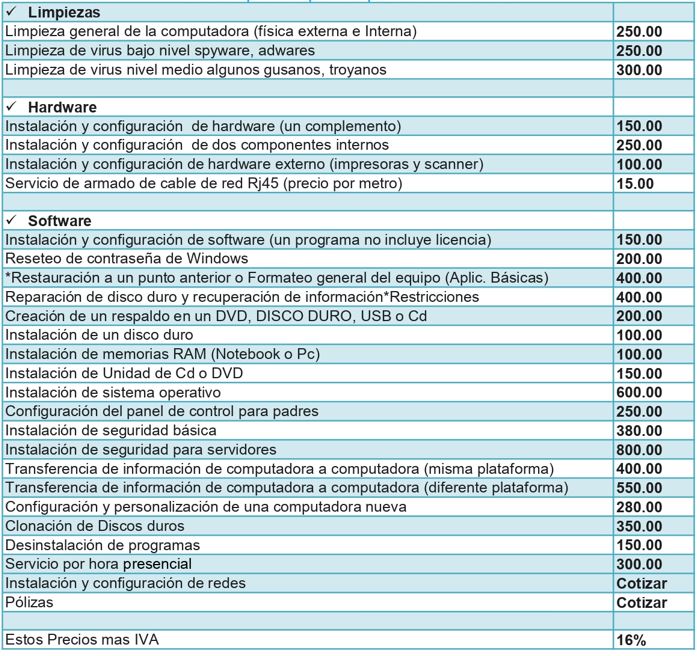 ✓ Limpiezas
Limpieza general de la computadora (física externa e Interna) 250.00
Limpieza de virus bajo nivel spyware, adwares 250.00
Limpieza de virus nivel medio algunos gusanos, troyanos 300.00
✓ Hardware
Instalación y configuración de hardware (un complemento) 150.00
Instalación y configuración de dos componentes internos 250.00
Instalación y configuración de hardware externo (impresoras y scanner) 100.00
Servicio de armado de cable de red Rj45 (precio por metro) 15.00
✓ Software
Instalación y configuración de software (un programa no incluye licencia) 150.00
Reseteo de contraseña de Windows 200.00
*Restauración a un punto anterior o Formateo general del equipo (Aplic. Básicas) 400.00
Reparación de disco duro y recuperación de información*Restricciones 400.00
Creación de un respaldo en un DVD, DISCO DURO, USB o Cd 200.00
Instalación de un disco duro 100.00
Instalación de memorias RAM (Notebook o Pc) 100.00
Instalación de Unidad de Cd o DVD 150.00
Instalación de sistema operativo 600.00
Configuración del panel de control para padres 250.00
Instalación de seguridad básica 380.00
Instalación de seguridad para servidores 800.00
Transferencia de información de computadora a computadora (misma plataforma) 400.00
Transferencia de información de computadora a computadora (diferente plataforma) 550.00
Configuración y personalización de una computadora nueva 280.00
Clonación de Discos duros 350.00
Desinstalación de programas 150.00
Servicio por hora presencial 300.00
Instalación y configuración de redes Cotizar
Pólizas Cotizar
Estos Precios mas IVA 16%